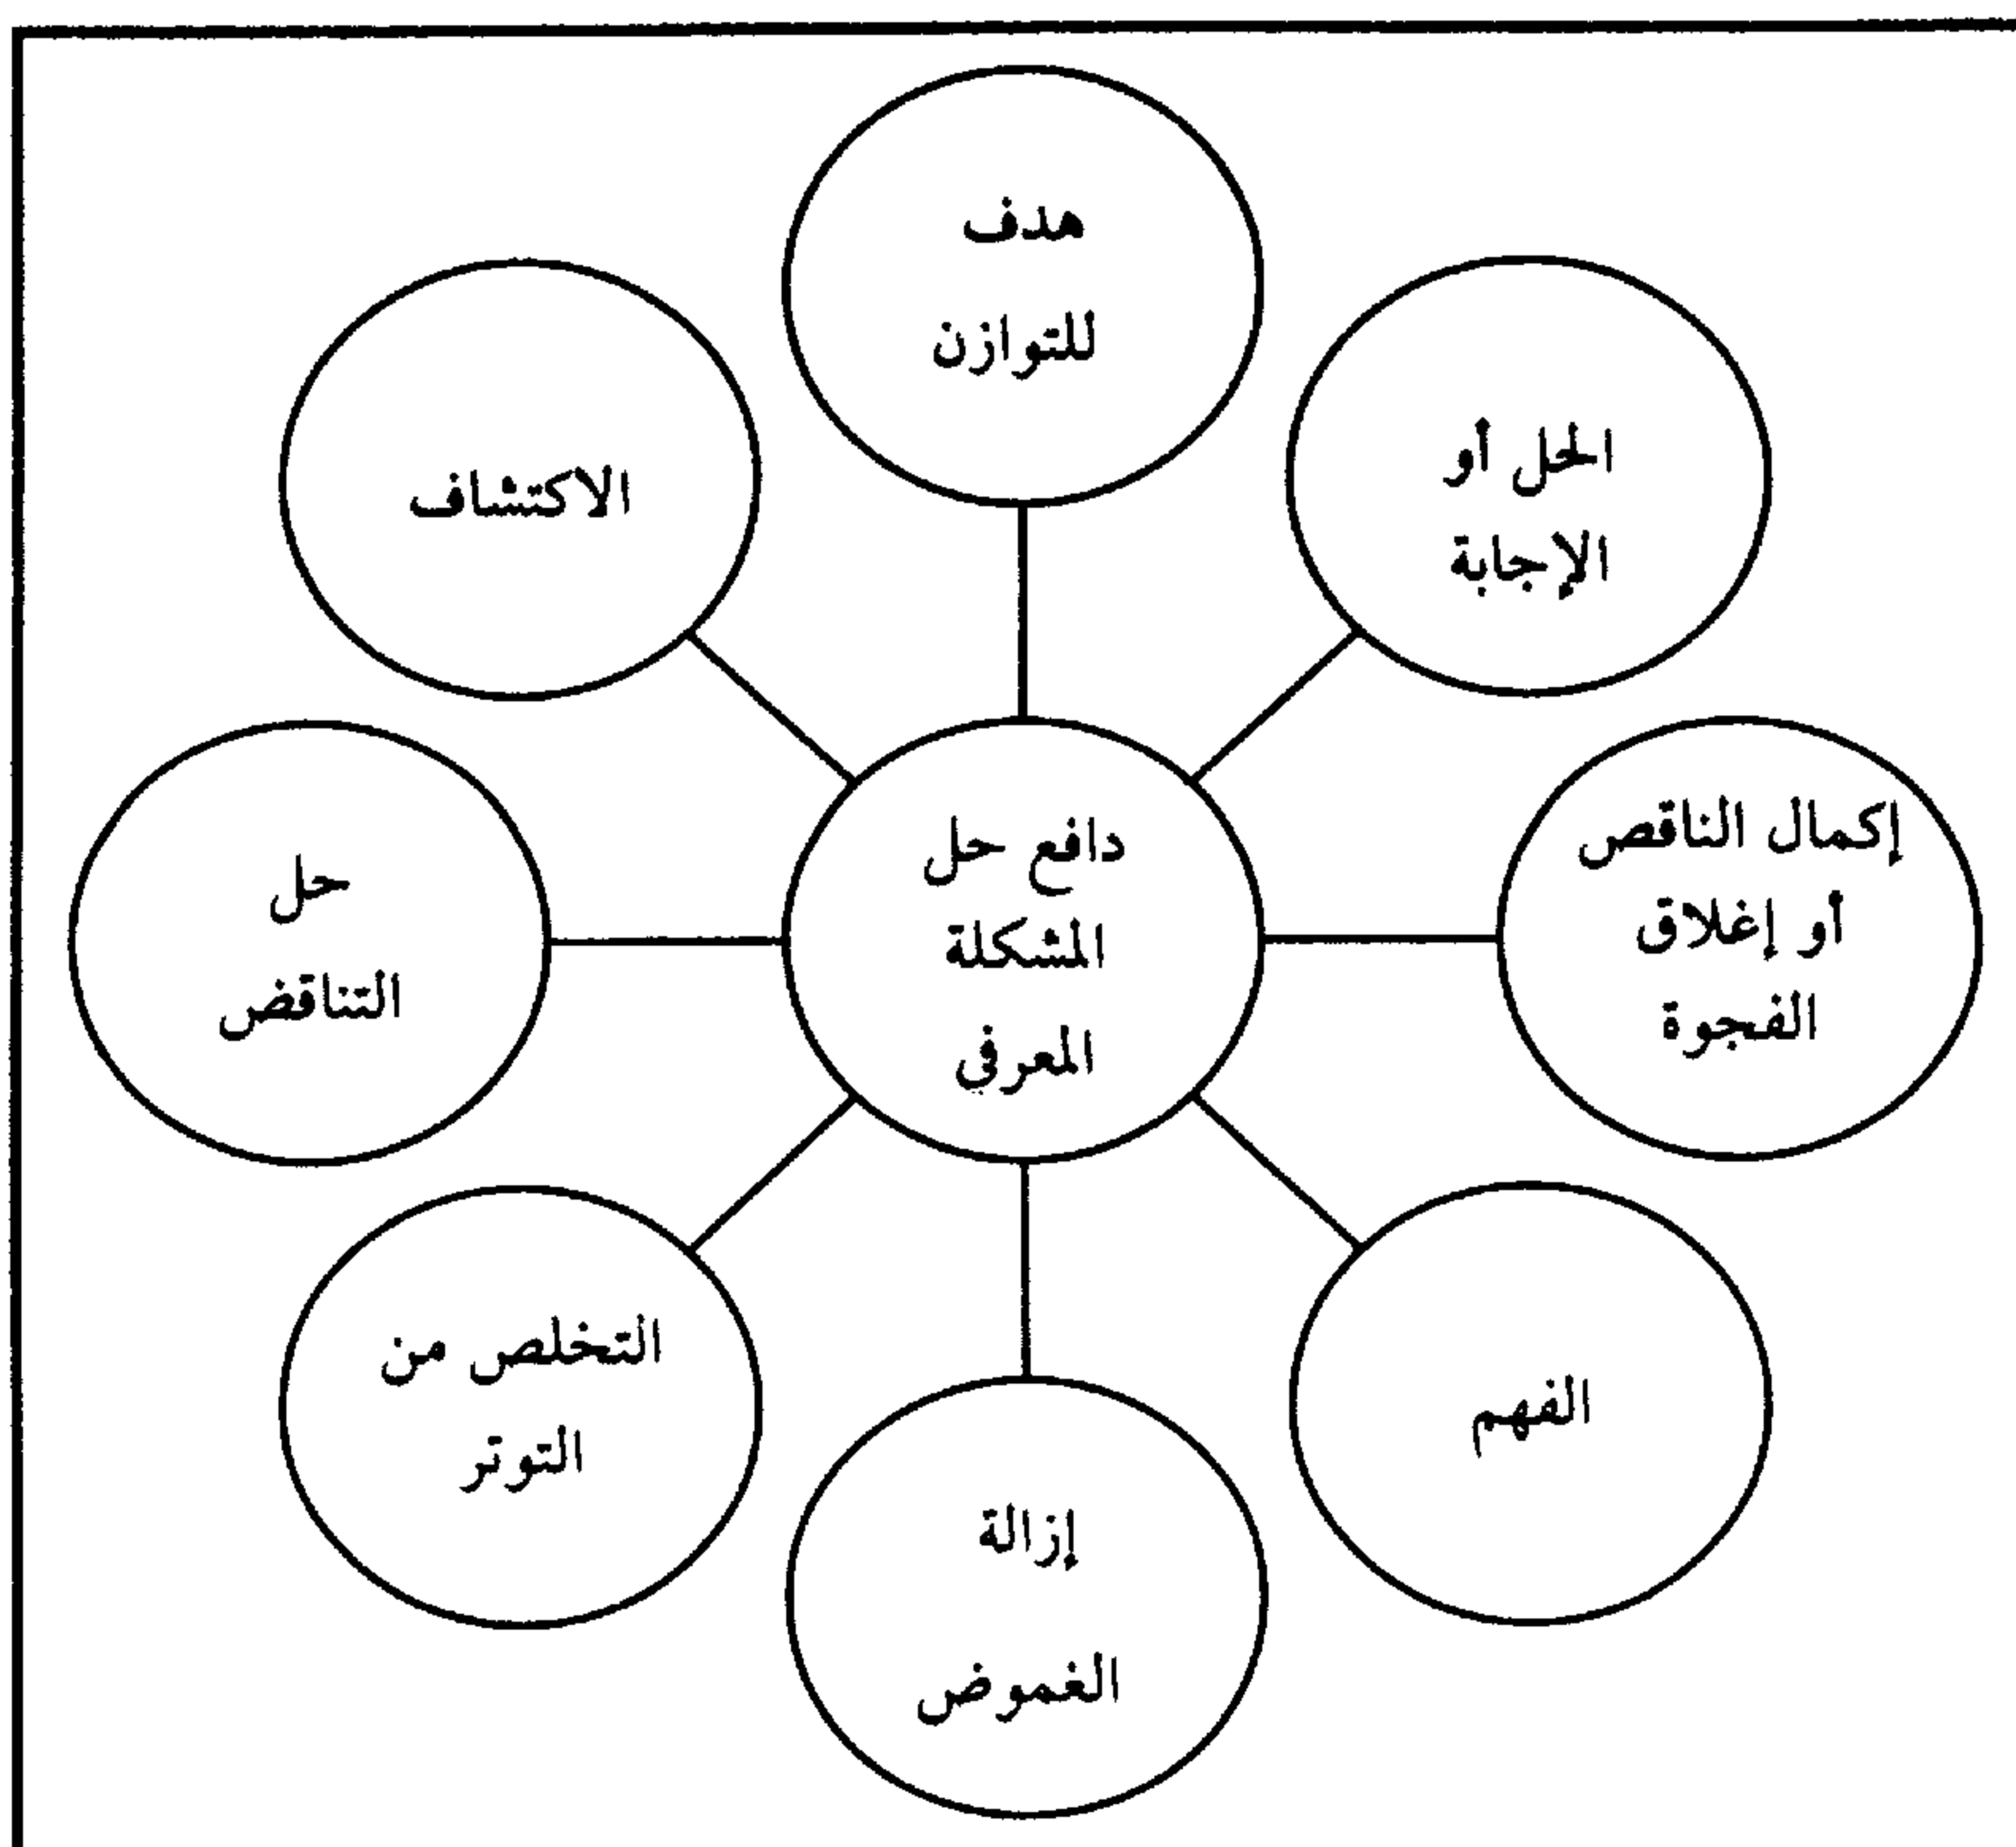 هدف
للتوازن
الحل أو
الإجابة
الاكتشاف
إكمال الناقص
أو إغلاق
الفجوة
دافع حل
المشكلة
المعرفي
حل
التناقض
الفهم
التخلص من
التوتر
إزالة
الغموض